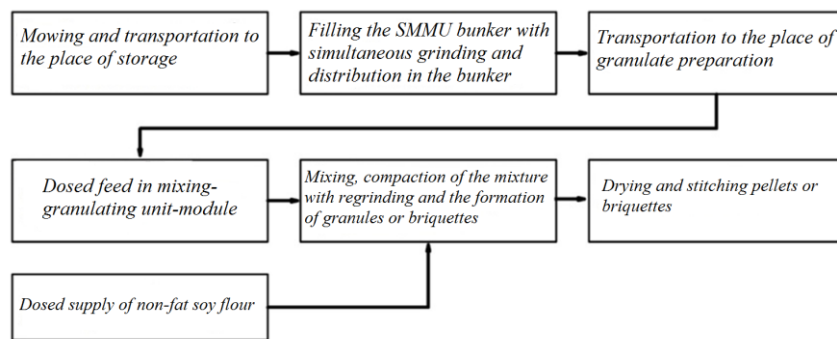 Mowing and transportation to
the place of storage
Filling the SMMU bunker with
simultaneous grinding and
distribution in the bunker
Transportation to the place of
granulate preparation
Dosed feed in mixing-
granulating unit-module
Mixing, compaction of the mixture
with regrinding and the formation
of granules or briquettes
Drying and stitching pellets or
briquettes
Dosed supply of non-fat soy flour